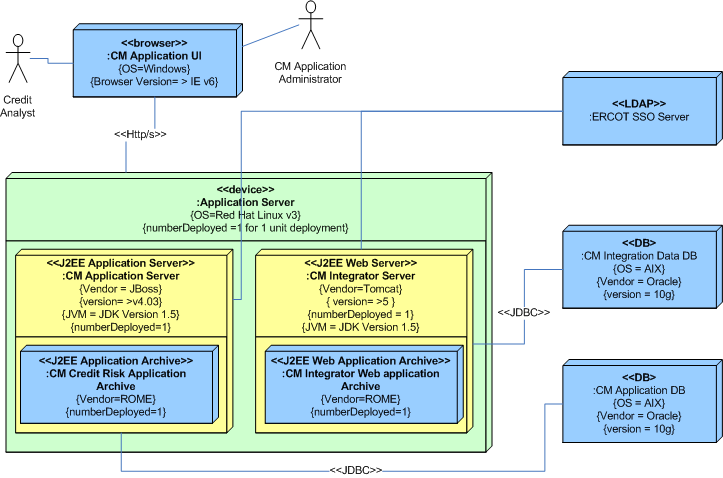 <<browser>>
:CM Application UI
{OS=Windows}
{Browser Version= > IE v6}
Credit
Analyst
CM Application
Administrator
<<Http/s>>
<<LDAP>>
:ERCOT SSO Server
<<device>>
:Application Server
{OS=Red Hat Linux v3}
{numberDeployed =1 for 1 unit deployment}
<<J2EE Application Server>>
:CM Application Server
{Vendor = JBoss}
{version= >v4.03}
{JVM = JDK Version 1.5}
{numberDeployed=1}
<<J2EE Application Archive>>
:CM Credit Risk Application
Archive
{Vendor=ROME}
{numberDeployed=1}
<<J2EE Web Server>>
:CM Integrator Server
{Vendor=Tomcat}
{ version= >5 }
{numberDeployed = 1}
{JVM = JDK Version 1.5}
<<J2EE Web Application Archive>>
:CM Integrator Web application
Archive
{Vendor=ROME}
{numberDeployed=1}
<<JDBC>>
<<DB>>
:CM Integration Data DB
{OS = AIX}
{Vendor = Oracle}
{version = 10g}
<<DB>>
:CM Application DB
{OS = AIX}
{Vendor = Oracle}
{version = 10g}
<<JDBC>>